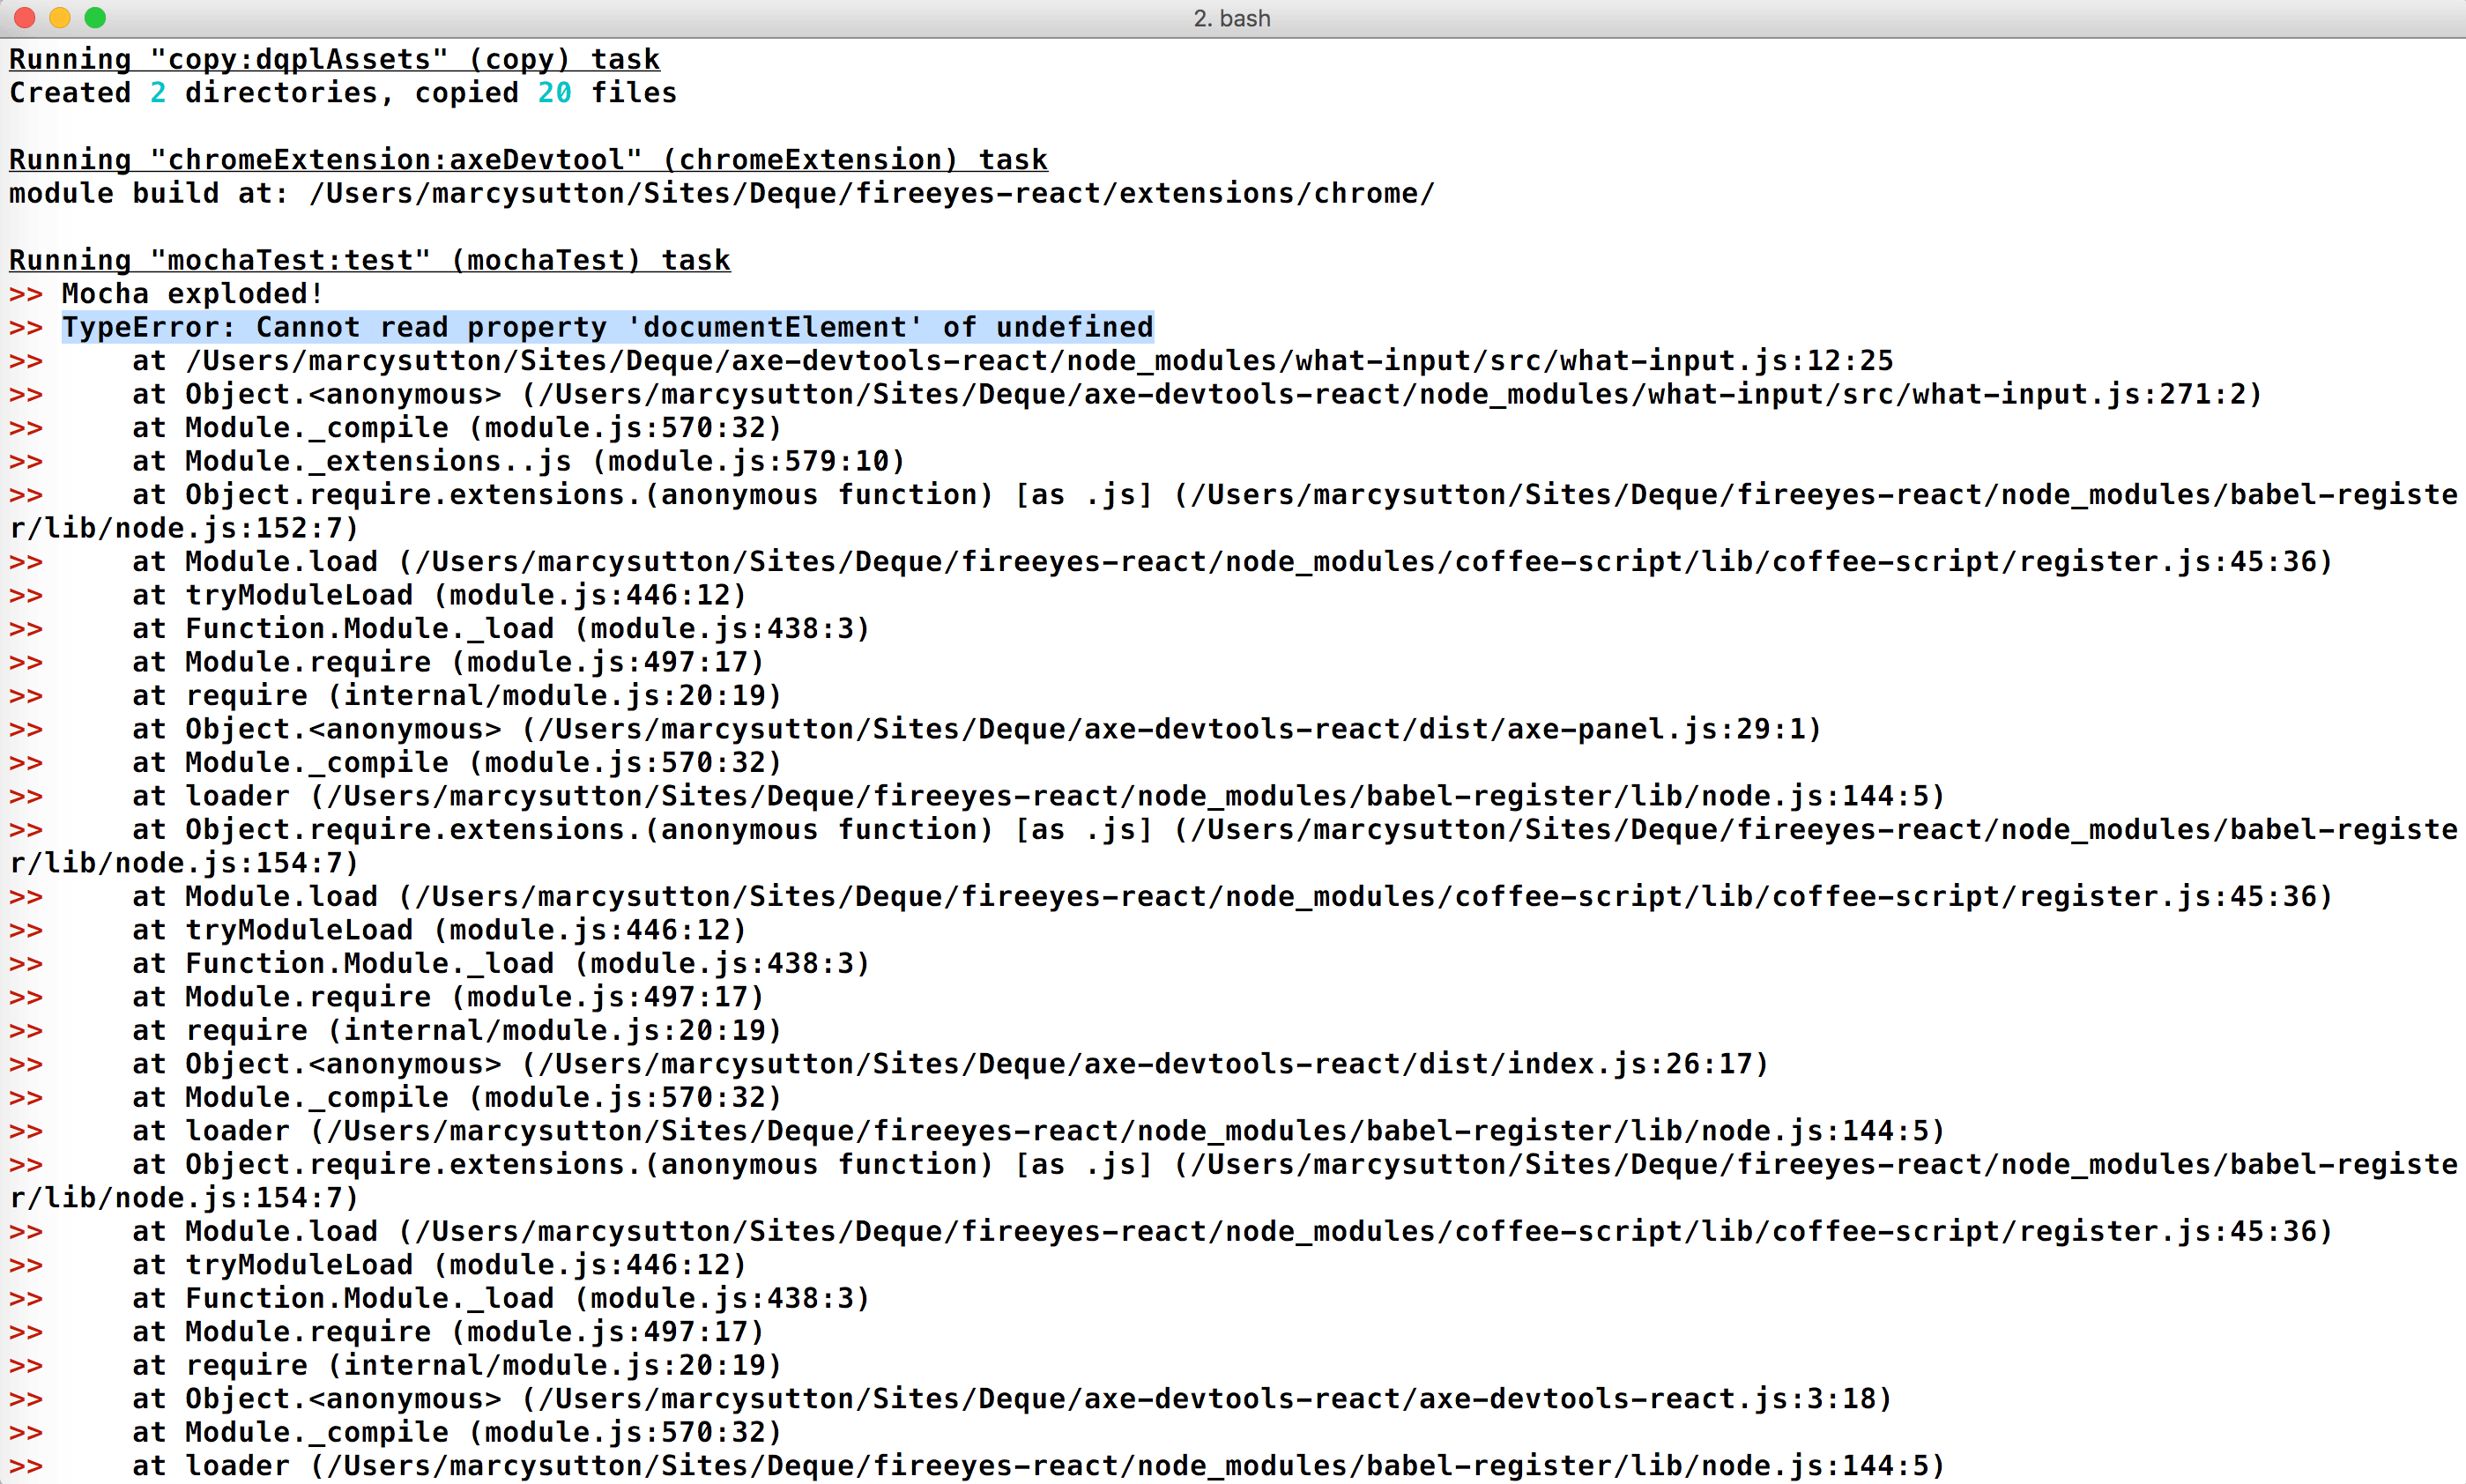 2. bash
Running "copy:dqplAssets" (copy) task
Created 2 directories, copied 20 files
Running "chromeExtension:axeDevtool" (chromeExtension) task
module build at: /Users/marcysutton/Sites/Deque/fireeyes-react/extensions/chrome/
Running "mochaTest:test" (mochaTest) task
>> Mocha exploded!
>> TypeError: Cannot read property 'documentElement' of undefined
>>     at /Users/marcysutton/Sites/Deque/axe-devtools-react/node_modules/what-input/src/what-input.js:12:25
>>     at Object.<anonymous> (/Users/marcysutton/Sites/Deque/axe-devtools-react/node_modules/what-input/src/what-input.js:271:2)
>>     at Module._compile (module.js:570:32)
>>     at Module._extensions..js (module.js:579:10)
>>     at Object.require.extensions.(anonymous function) [as .js] (/Users/marcysutton/Sites/Deque/fireeyes-react/node_modules/babel-registe
r/lib/node.js:152:7)
>>     at Module.load (/Users/marcysutton/Sites/Deque/fireeyes-react/node_modules/coffee-script/lib/coffee-script/register.js:45:36)
>>     at tryModuleLoad (module.js:446:12)
>>     at Function.Module._load (module.js:438:3)
>>     at Module.require (module.js:497:17)
>>     at require (internal/module.js:20:19)
>>     at Object.<anonymous> (/Users/marcysutton/Sites/Deque/axe-devtools-react/dist/axe-panel.js:29:1)
>>     at Module._compile (module.js:570:32)
>>     at loader (/Users/marcysutton/Sites/Deque/fireeyes-react/node_modules/babel-register/lib/node.js:144:5)
>>     at Object.require.extensions.(anonymous function) [as .js] (/Users/marcysutton/Sites/Deque/fireeyes-react/node_modules/babel-registe
r/lib/node.js:154:7)
>>     at Module.load (/Users/marcysutton/Sites/Deque/fireeyes-react/node_modules/coffee-script/lib/coffee-script/register.js:45:36)
>>     at tryModuleLoad (module.js:446:12)
>>     at Function.Module._load (module.js:438:3)
>>     at Module.require (module.js:497:17)
>>     at require (internal/module.js:20:19)
>>     at Object.<anonymous> (/Users/marcysutton/Sites/Deque/axe-devtools-react/dist/index.js:26:17)
>>     at Module._compile (module.js:570:32)
>>     at loader (/Users/marcysutton/Sites/Deque/fireeyes-react/node_modules/babel-register/lib/node.js:144:5)
>>     at Object.require.extensions.(anonymous function) [as .js] (/Users/marcysutton/Sites/Deque/fireeyes-react/node_modules/babel-registe
r/lib/node.js:154:7)
>>     at Module.load (/Users/marcysutton/Sites/Deque/fireeyes-react/node_modules/coffee-script/lib/coffee-script/register.js:45:36)
>>     at tryModuleLoad (module.js:446:12)
>>     at Function.Module._load (module.js:438:3)
>>     at Module.require (module.js:497:17)
>>     at require (internal/module.js:20:19)
>>     at Object.<anonymous> (/Users/marcysutton/Sites/Deque/axe-devtools-react/axe-devtools-react.js:3:18)
>>     at Module._compile (module.js:570:32)
>>     at loader (/Users/marcysutton/Sites/Deque/fireeyes-react/node_modules/babel-register/lib/node.js:144:5)